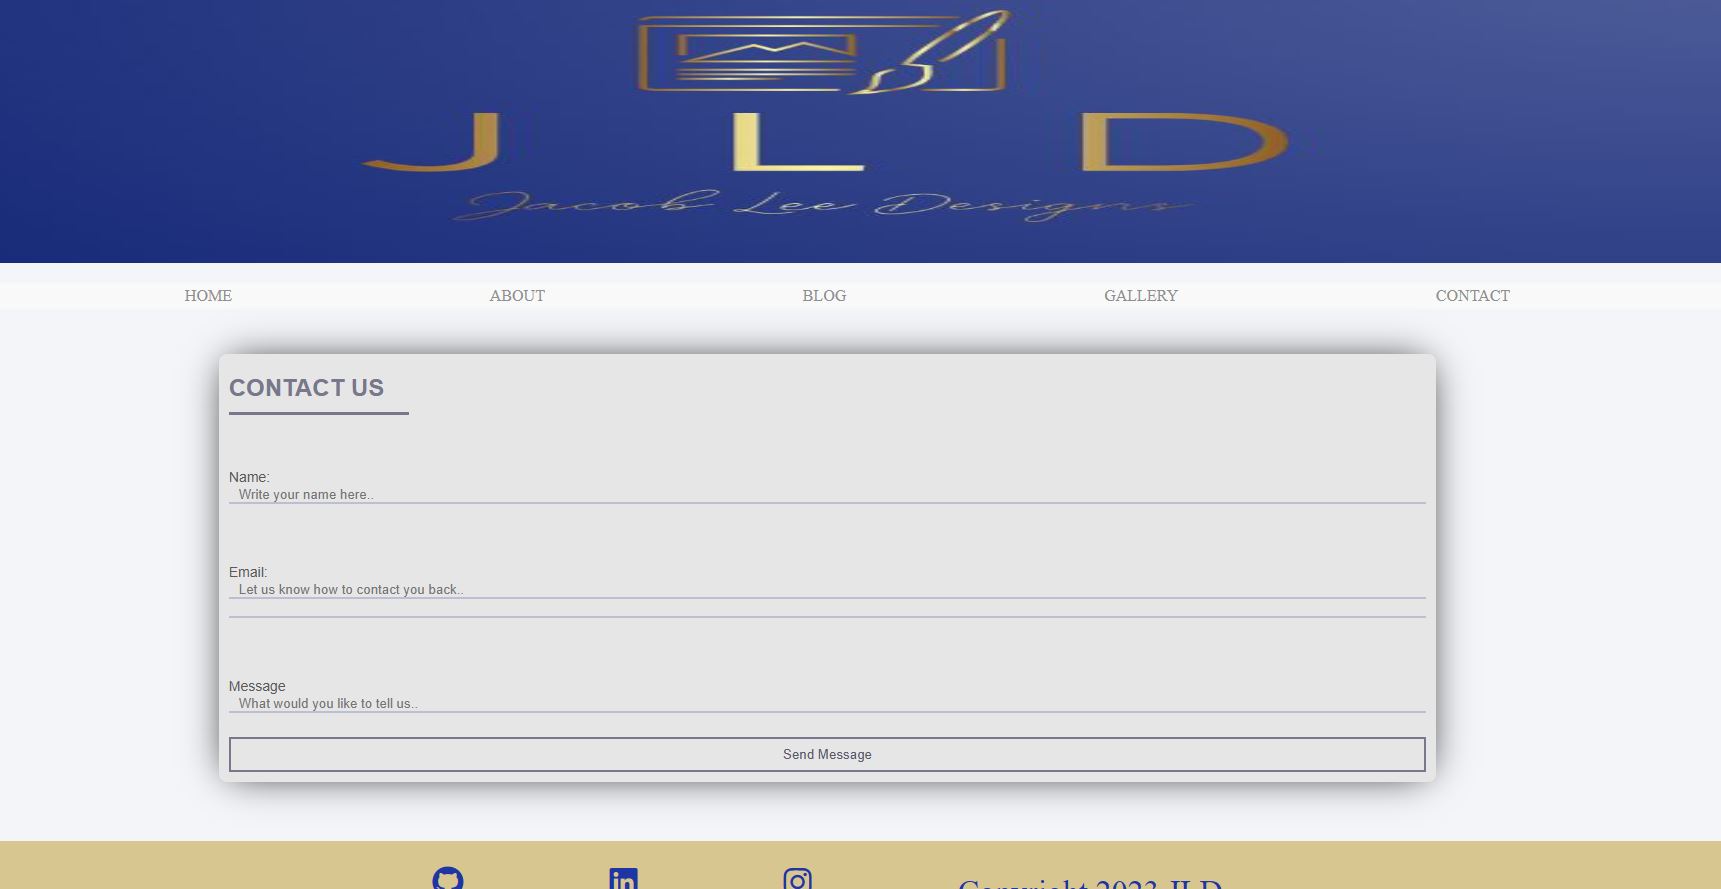 J L D
Jacob Lee Designs
HOME ABOUT BLOG GALLERY CONTACT
CONTACT US
Name:
Write your name here..
Email:
Let us know how to contact you back..
Message
What would you like to tell us..
Send Message
in Copyright 2023 JLD